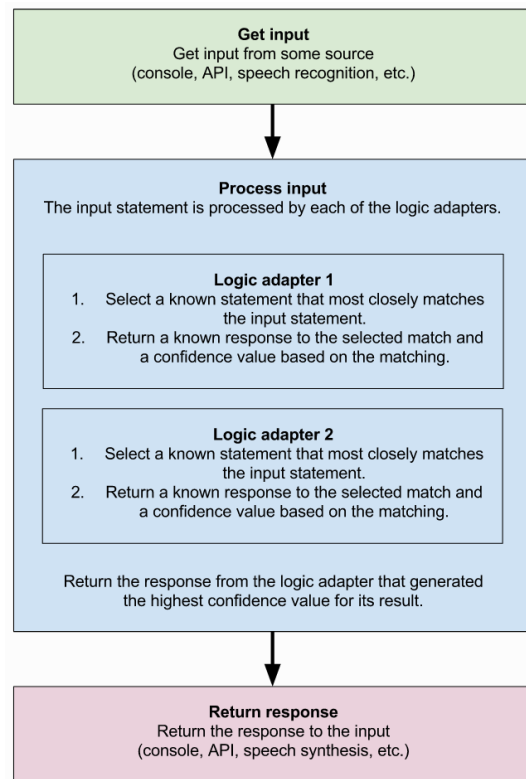 Get input
Get input from some source
(console, API, speech recognition, etc.)
Process input
The input statement is processed by each of the logic adapters.
Logic adapter 1
1. Select a known statement that most closely matches
the input statement.
2. Return a known response to the selected match and
a confidence value based on the matching.
Logic adapter 2
1. Select a known statement that most closely matches
the input statement.
2. Return a known response to the selected match and
a confidence value based on the matching.
Return the response from the logic adapter that generated
the highest confidence value for its result.
Return response
Return the response to the input
(console, API, speech synthesis, etc.)